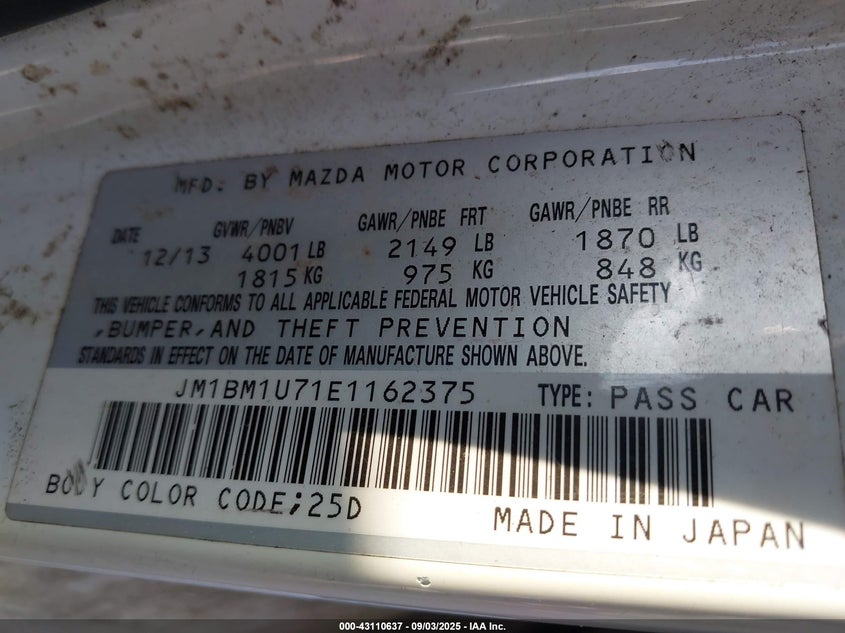 MFD. BY MAZDA MOTOR CORPORATION
DATE GVWR/PNBV GAWR/PNBE FRT GAWR/PNBE RR
12/13 4001 LB 2149 LB 1870 LB
1815 KG 975 KG 848 KG
THIS VEHICLE CONFORMS TO ALL APPLICABLE FEDERAL MOTOR VEHICLE SAFETY
,BUMPER,AND THEFT PREVENTION
STANDARDS IN EFFECT ON THE DATE OF MANUFACTURE SHOWN ABOVE.
JM1BM1U71E1162375 TYPE: PASS CAR
BODY COLOR CODE;25D
MADE IN JAPAN
000-43110637 - 09/03/2025 - IAA Inc.